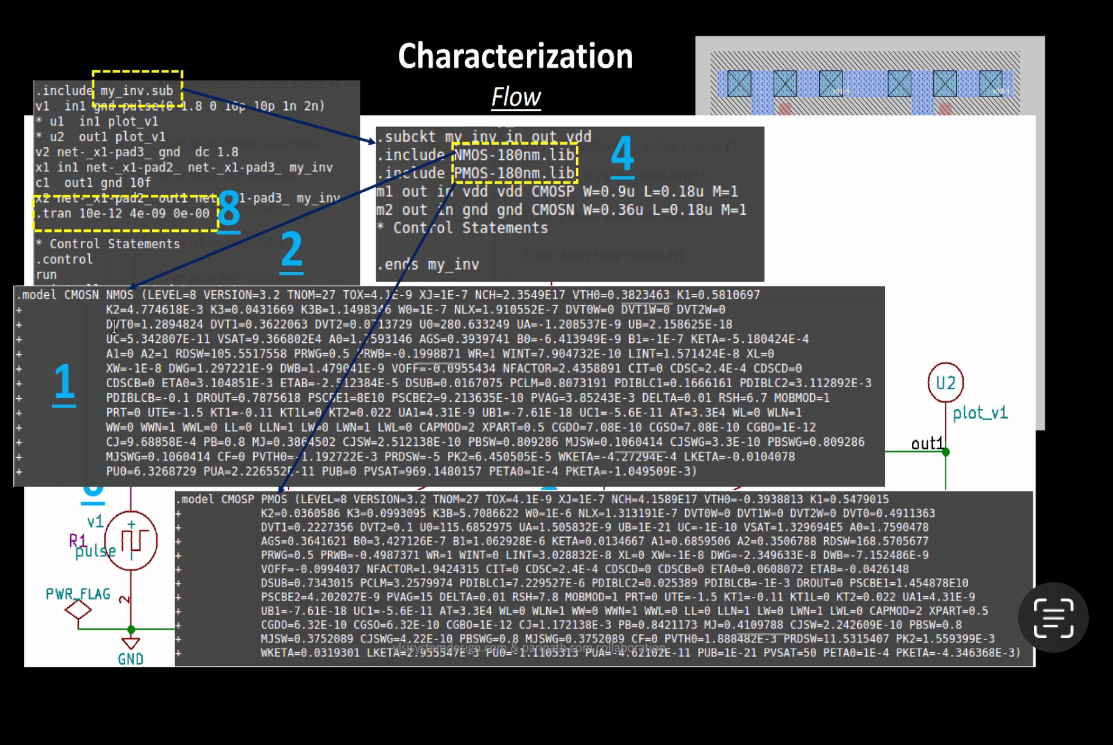 Characterization
Flow
.include my_inv.sub
v1 in1 gnd pulse(0 1.8 0 10p 10p 1n 2n)
* u1 in1 plot_v1
* u2 out1 plot_v1
v2 net-_x1-pad3_ gnd dc 1.8
x1 in1 net-_x1-pad2_ net-_x1-pad3_ my_inv
c1 out1 gnd 10f
x2 net-_x1-pad2_ out1 net-_x1-pad3_ my_inv
.tran 10e-12 4e-09 0e-00
8
* Control Statements
.control
run
2
.subckt my_inv in out vdd
.include NMOS-180nm.lib
.include PMOS-180nm.lib
4
m1 out in vdd vdd CMOSP W=0.9u L=0.18u M=1
m2 out in gnd gnd CMOSN W=0.36u L=0.18u M=1
* Control Statements
.ends my_inv
Enter delay time (seconds):
.model CMOSN NMOS (LEVEL=8 VERSION=3.2 TNOM=27 TOX=4.1E-9 XJ=1E-7 NCH=2.3549E17 VTH0=0.3823463 K1=0.5810697
+ K2=4.774618E-3 K3=0.0431669 K3B=1.1498346 W0=1E-7 NLX=1.910552E-7 DVT0W=0 DVT1W=0 DVT2W=0
+ DVT0=1.2894824 DVT1=0.3622063 DVT2=0.0713729 U0=280.633249 UA=-1.208537E-9 UB=2.158625E-18
+ UC=5.342807E-11 VSAT=9.366802E4 A0=1.7593146 AGS=0.3939741 B0=-6.413949E-9 B1=-1E-7 KETA=-5.180424E-4
+ A1=0 A2=1 RDSW=105.5517558 PRWG=0.5 PRWB=-0.1998871 WR=1 WINT=7.904732E-10 LINT=1.571424E-8 XL=0
+ XW=-1E-8 DWG=1.297221E-9 DWB=1.479041E-9 VOFF=-0.0955434 NFACTOR=2.4358891 CIT=0 CDSC=2.4E-4 CDSCD=0
+ CDSCB=0 ETA0=3.104851E-3 ETAB=-2.512384E-5 DSUB=0.0167075 PCLM=0.8073191 PDIBLC1=0.1666161 PDIBLC2=3.112892E-3
+ PDIBLCB=-0.1 DROUT=0.7875618 PSCBE1=8E10 PSCBE2=9.213635E-10 PVAG=3.85243E-3 DELTA=0.01 RSH=6.7 MOBMOD=1
+ PRT=0 UTE=-1.5 KT1=-0.11 KT1L=0 KT2=0.022 UA1=4.31E-9 UB1=-7.61E-18 UC1=-5.6E-11 AT=3.3E4 WL=0 WLN=1
+ WW=0 WWN=1 WWL=0 LL=0 LLN=1 LW=0 LWN=1 LWL=0 CAPMOD=2 XPART=0.5 CGDO=7.08E-10 CGSO=7.08E-10 CGBO=1E-12
+ CJ=9.68858E-4 PB=0.8 MJ=0.3864502 CJSW=2.512138E-10 PBSW=0.809286 MJSW=0.1060414 CJSWG=3.3E-10 PBSWG=0.809286
+ MJSWG=0.1060414 CF=0 PVTH0=-1.192722E-3 PRDSW=-5 PK2=6.450505E-5 WKETA=-4.27294E-4 LKETA=-0.0104078
+ PU0=6.3268729 PUA=2.226552E-11 PUB=0 PVSAT=969.1480157 PETA0=1E-4 PKETA=-1.049509E-3)
1
U2
plot_v1
out1
.model CMOSP PMOS (LEVEL=8 VERSION=3.2 TNOM=27 TOX=4.1E-9 XJ=1E-7 NCH=4.1589E17 VTH0=-0.3938813 K1=0.5479015
+ K2=0.0360586 K3=0.0993095 K3B=5.7086622 W0=1E-6 NLX=1.313191E-7 DVT0W=0 DVT1W=0 DVT2W=0 DVT0=0.4911363
+ DVT1=0.2227356 DVT2=0.1 U0=115.6852975 UA=1.505832E-9 UB=1E-21 UC=-1E-10 VSAT=1.329694E5 A0=1.7590478
+ AGS=0.3641621 B0=3.427126E-7 B1=1.062928E-6 KETA=0.0134667 A1=0.6859506 A2=0.3506788 RDSW=168.5705677
+ PRWG=0.5 PRWB=-0.4987371 WR=1 WINT=0 LINT=3.028832E-8 XL=0 XW=-1E-8 DWG=-2.349633E-8 DWB=-7.152486E-9
+ VOFF=-0.0994037 NFACTOR=1.9424315 CIT=0 CDSC=2.4E-4 CDSCD=0 CDSCB=0 ETA0=0.0608072 ETAB=-0.0426148
+ DSUB=0.7343015 PCLM=3.2579974 PDIBLC1=7.229527E-6 PDIBLC2=0.025389 PDIBLCB=-1E-3 DROUT=0 PSCBE1=1.454878E10
+ PSCBE2=4.202027E-9 PVAG=15 DELTA=0.01 RSH=7.8 MOBMOD=1 PRT=0 UTE=-1.5 KT1=-0.11 KT1L=0 KT2=0.022 UA1=4.31E-9
+ UB1=-7.61E-18 UC1=-5.6E-11 AT=3.3E4 WL=0 WLN=1 WW=0 WWN=1 WWL=0 LL=0 LLN=1 LW=0 LWN=1 LWL=0 CAPMOD=2 XPART=0.5
+ CGDO=6.32E-10 CGSO=6.32E-10 CGBO=1E-12 CJ=1.172138E-3 PB=0.8421173 MJ=0.4109788 CJSW=2.242609E-10 PBSW=0.8
+ MJSW=0.3752089 CJSWG=4.22E-10 PBSWG=0.8 MJSWG=0.3752089 CF=0 PVTH0=1.888482E-3 PRDSW=11.5315407 PK2=1.559399E-3
+ WKETA=0.0319301 LKETA=2.955547E-3 PU0=-1.1105313 PUA=-4.62102E-11 PUB=1E-21 PVSAT=50 PETA0=1E-4 PKETA=-4.346368E-3)
v1
R1
pulse
PWR_FLAG
2
GND
vlsisystemdesign.com & paripath.com collaboration